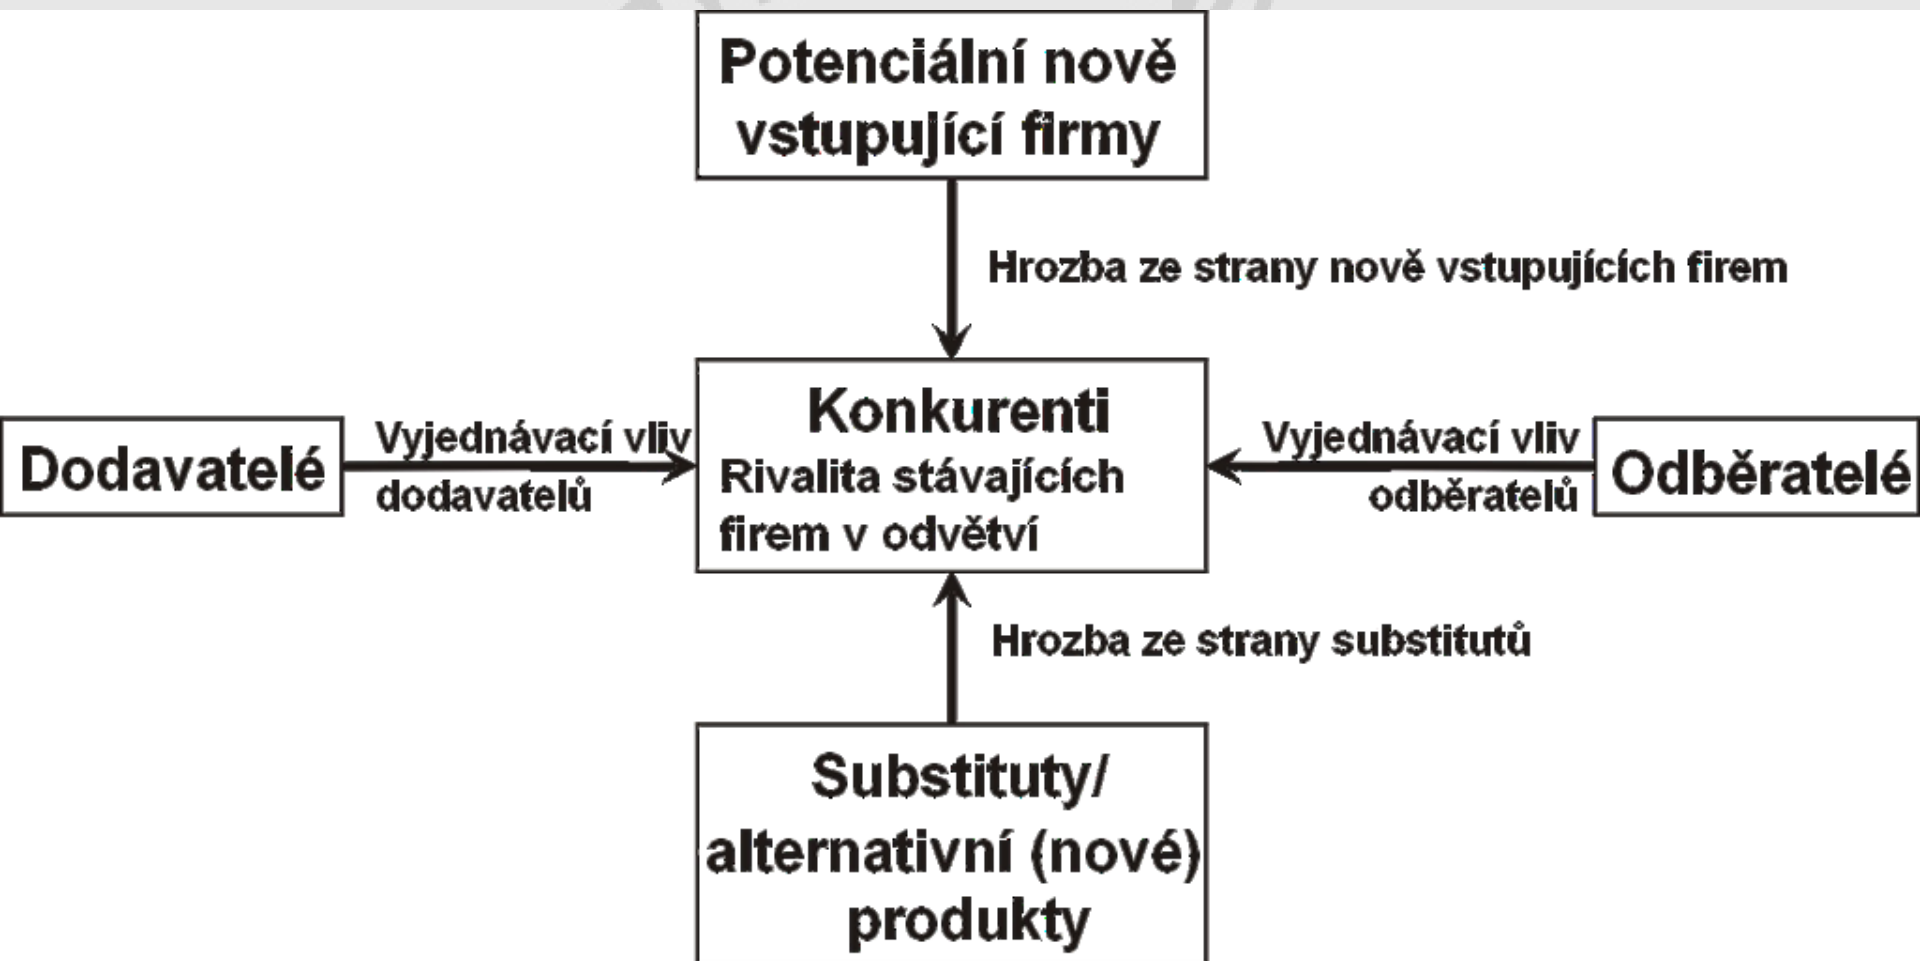 Potenciální nově
vstupující firmy
Hrozba ze strany nově vstupujících firem
Dodavatelé
Vyjednávací vliv
dodavatelů
Konkurenti
Rivalita stávajících
firem v odvětví
Vyjednávací vliv
odběratelů
Odběratelé
Hrozba ze strany substitutů
Substituty/
alternativní (nové)
produkty